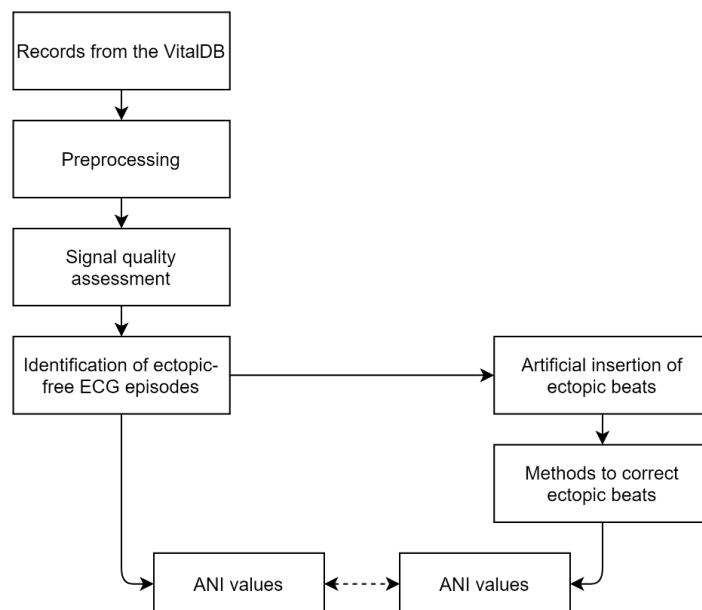 Records from the VitalDB
Preprocessing
Signal quality
assessment
Identification of ectopic-
free ECG episodes
Artificial insertion of
ectopic beats
Methods to correct
ectopic beats
ANI values
ANI values